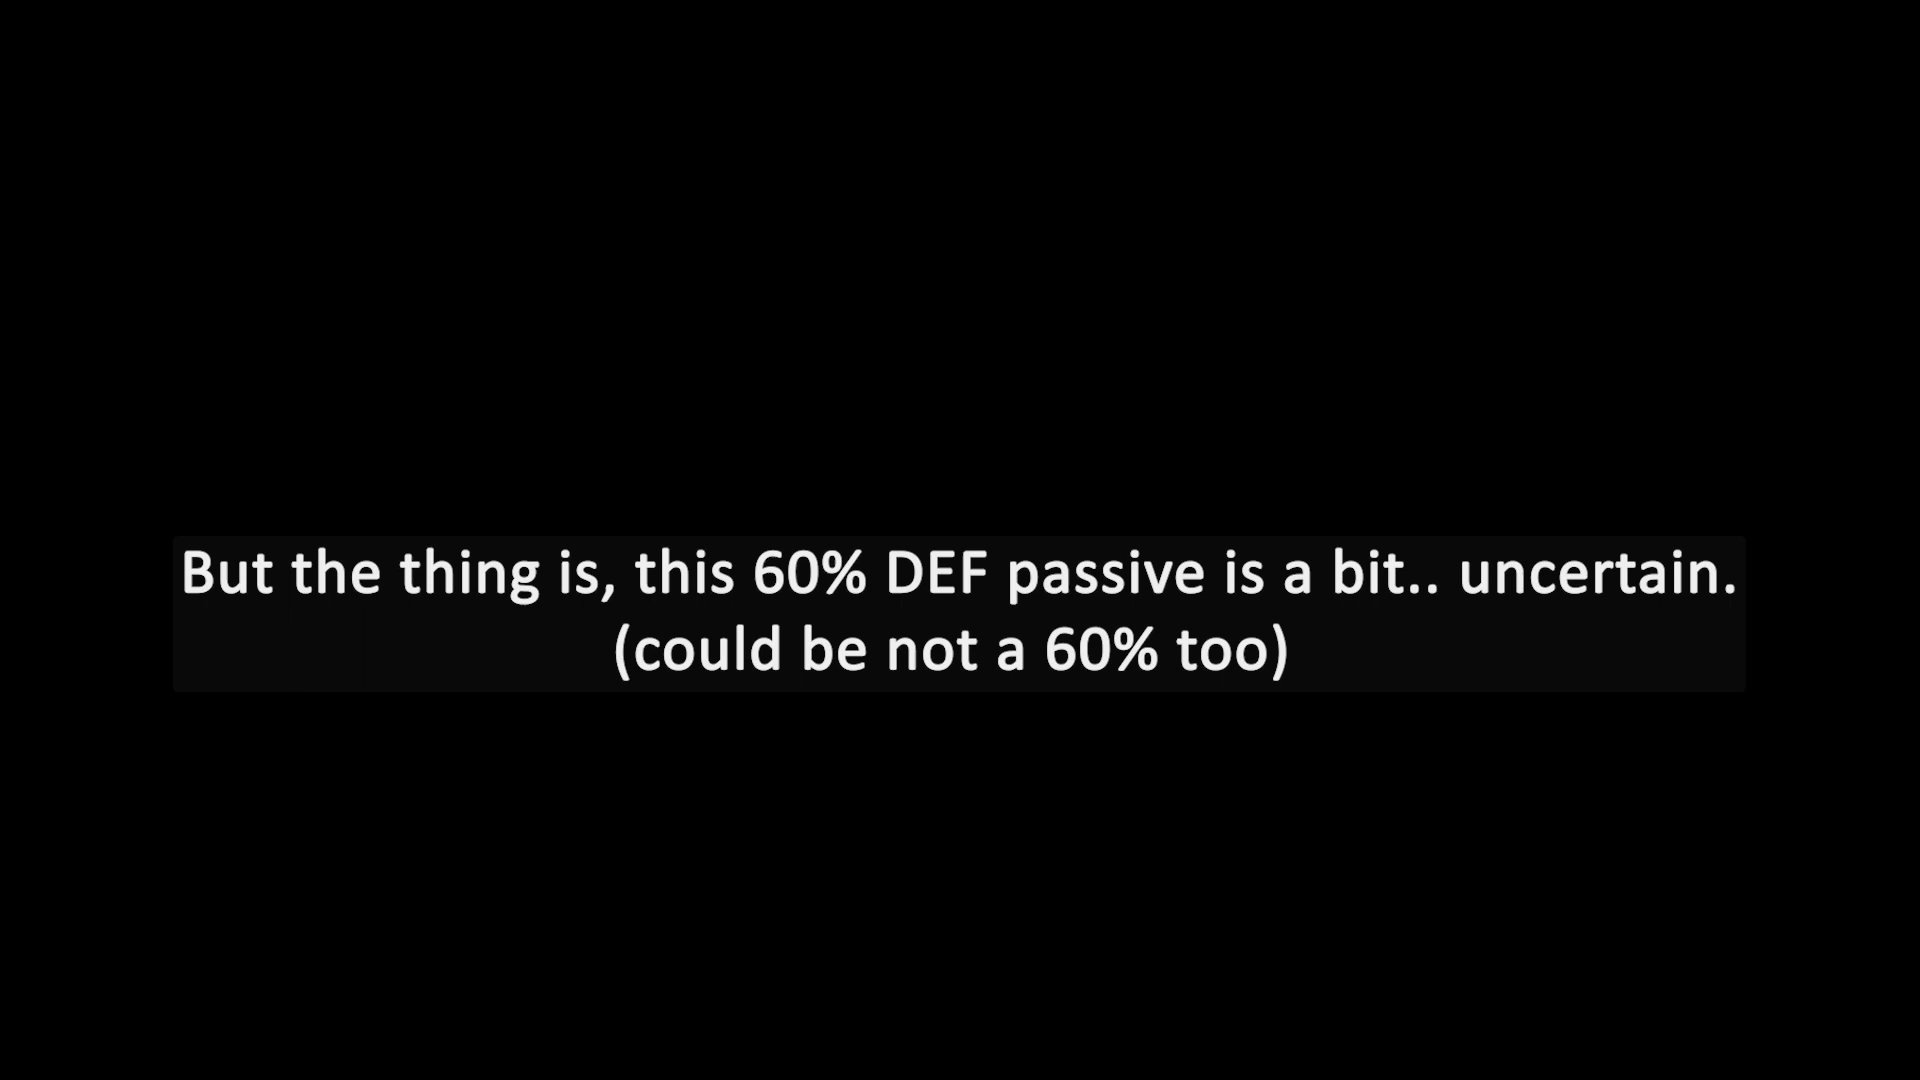 But the thing is, this 60% DEF passive is a bit.. uncertain.
(could be not a 60% too)